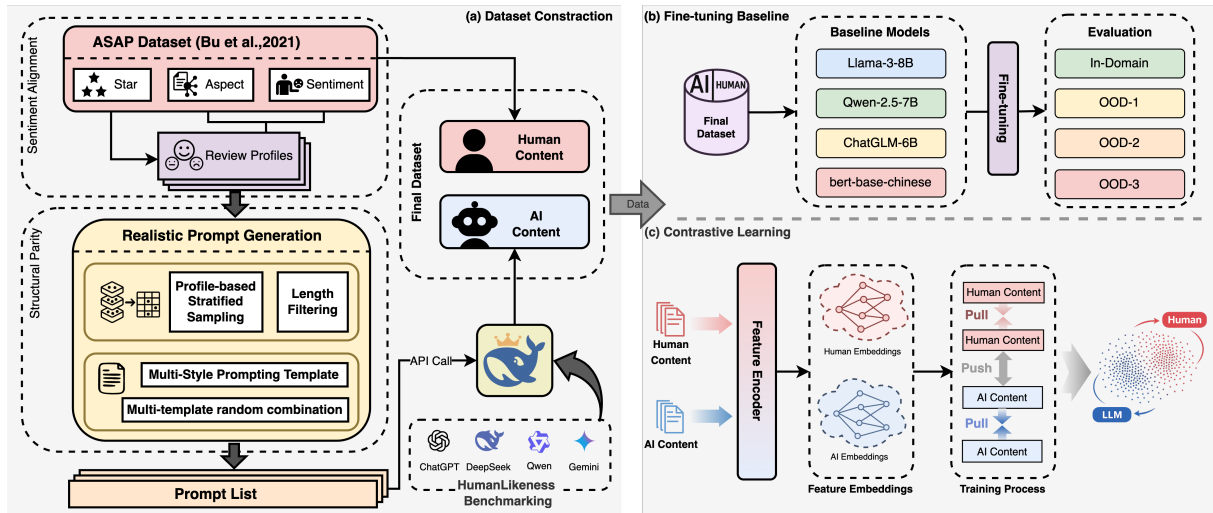 (a) Dataset Constraction
Sentiment Alignment
ASAP Dataset (Bu et al.,2021)
Star
Aspect
Sentiment
Review Profiles
Structural Parity
Realistic Prompt Generation
Profile-based
Stratified
Sampling
Length
Filtering
Multi-Style Prompting Template
Multi-template random combination
Prompt List
Final Dataset
Human
Content
AI
Content
API Call
ChatGPT
DeepSeek
Qwen
Gemini
HumanLikeness
Benchmarking
Data
(b) Fine-tuning Baseline
AI
HUMAN
Final
Dataset
Baseline Models
Llama-3-8B
Qwen-2.5-7B
ChatGLM-6B
bert-base-chinese
Fine-tuning
Evaluation
In-Domain
OOD-1
OOD-2
OOD-3
(c) Contrastive Learning
Human
Content
AI Content
Feature Encoder
Human Embeddings
AI Embeddings
Feature Embeddings
Human Content
Pull
Human Content
Push
AI Content
Pull
AI Content
Training Process
Human
LLM